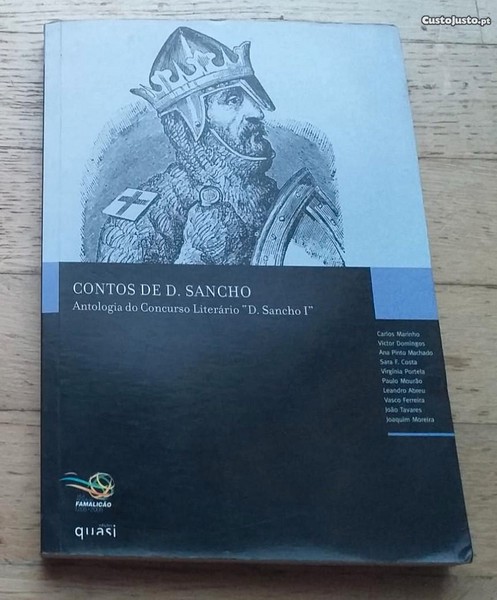 CustoJusto.pt
CONTOS DE D. SANCHO
Antologia do Concurso Literário "D. Sancho I"
Carlos Marinho
Victor Domingos
Ana Pinto Machado
Sara F. Costa
Virgínia Portela
Paulo Mourão
Leandro Abreu
Vasco Ferreira
João Tavares
Joaquim Moreira
FAMALICÃO
quasi